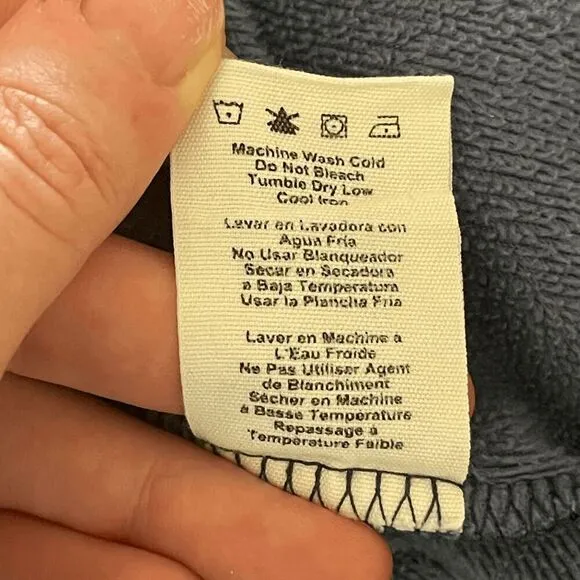 Machine Wash Cold
Do Not Bleach
Tumble Dry Low
Cool Iron
Lavar en Lavadora con
Agua Fria
No Usar Blanqueador
Secar en Secadora
a Baja Temperatura
Usar la Plancha Fria
Laver en Machine à
L'Eau Froide
Ne Pas Utiliser Agent
de Blanchiment
Sécher en Machine
à Basse Température
Repassage à
Température Faible